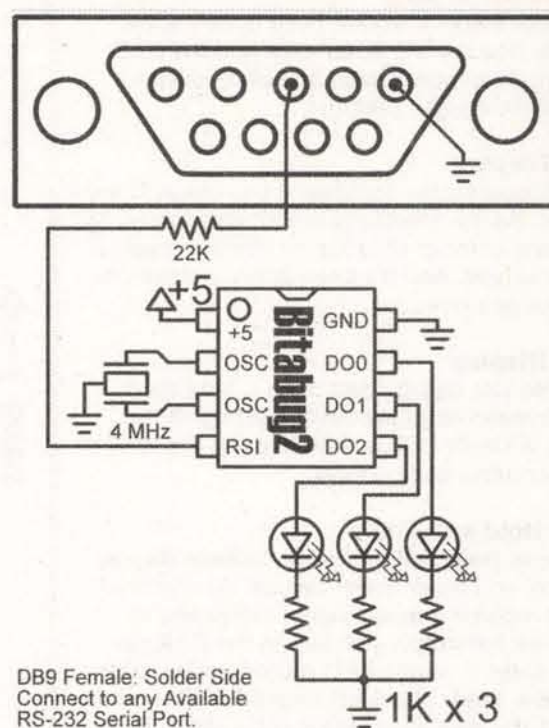 22K
+5
+5
Bitabug2
GND
OSC
DO0
OSC
DO1
4 MHz
RSI
DO2
DB9 Female: Solder Side
Connect to any Available
RS-232 Serial Port.
1K x 3